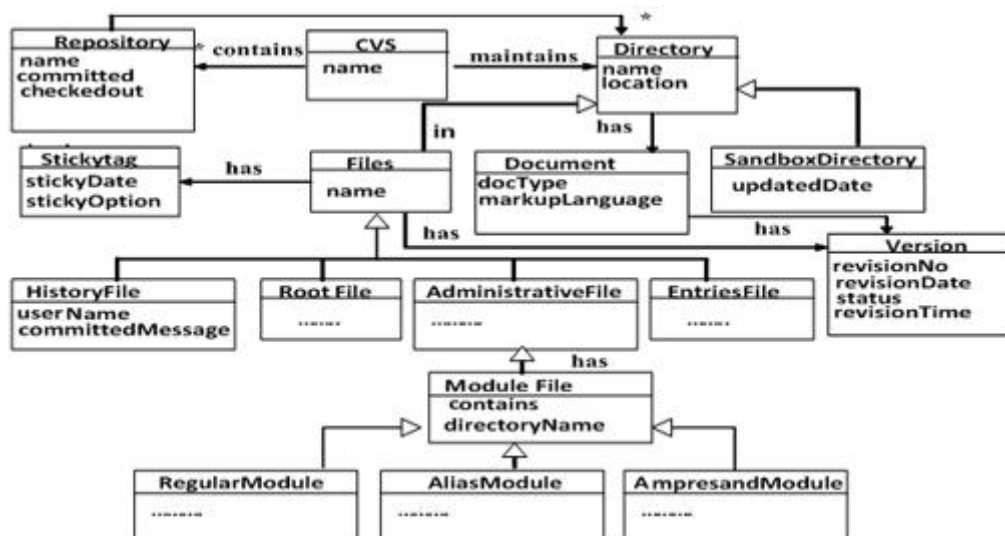 *
Repository
name
committed
checkedout
* contains
CVS
name
maintains
Directory
name
location
in
has
Stickytag
stickyDate
stickyOption
has
Files
name
Document
docType
markupLanguage
SandboxDirectory
updatedDate
has
has
Version
revisionNo
revisionDate
status
revisionTime
HistoryFile
userName
committedMessage
Root File
........
AdministrativeFile
........
EntriesFile
........
has
Module File
contains
directoryName
RegularModule
........
AliasModule
........
AmpresandModule
........